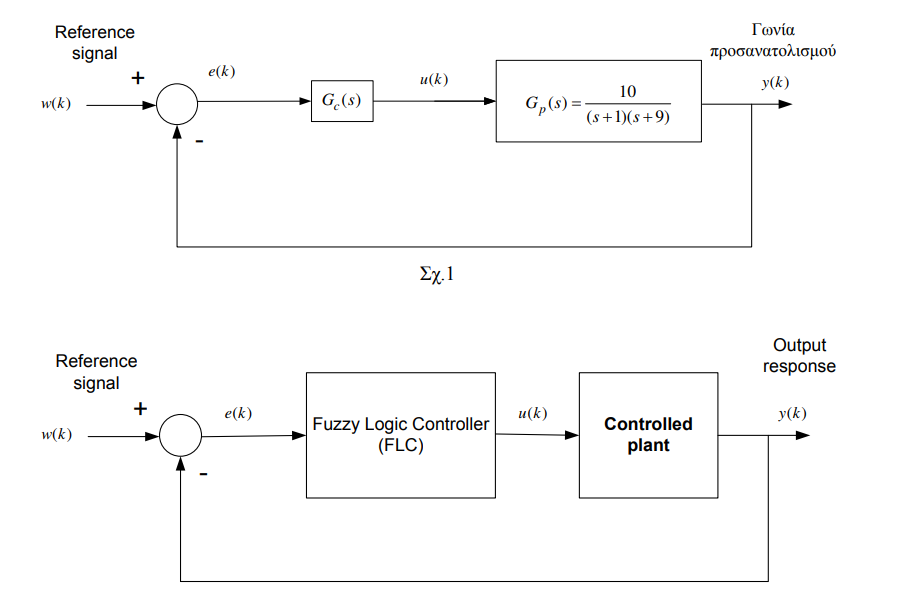 Reference
signal
Γωνία
προσανατολισμού
+
e(k)
u(k)
y(k)
w(k)
G_c(s)
G_p(s) = 10 / ((s+1)(s+9))
-
Σχ.1
Reference
signal
Output
response
+
e(k)
u(k)
y(k)
w(k)
Fuzzy Logic Controller
(FLC)
Controlled
plant
-